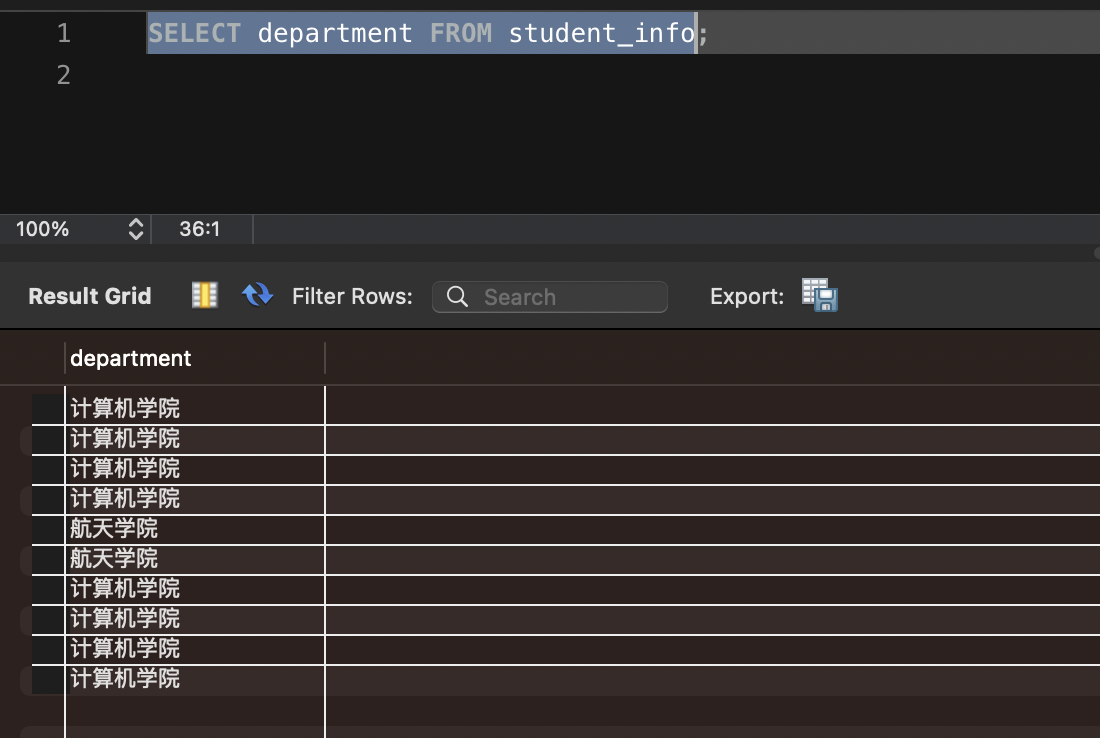 1 SELECT department FROM student_info;
2
100% 36:1
Result Grid Filter Rows: Search Export:
department
计算机学院
计算机学院
计算机学院
计算机学院
航天学院
航天学院
计算机学院
计算机学院
计算机学院
计算机学院